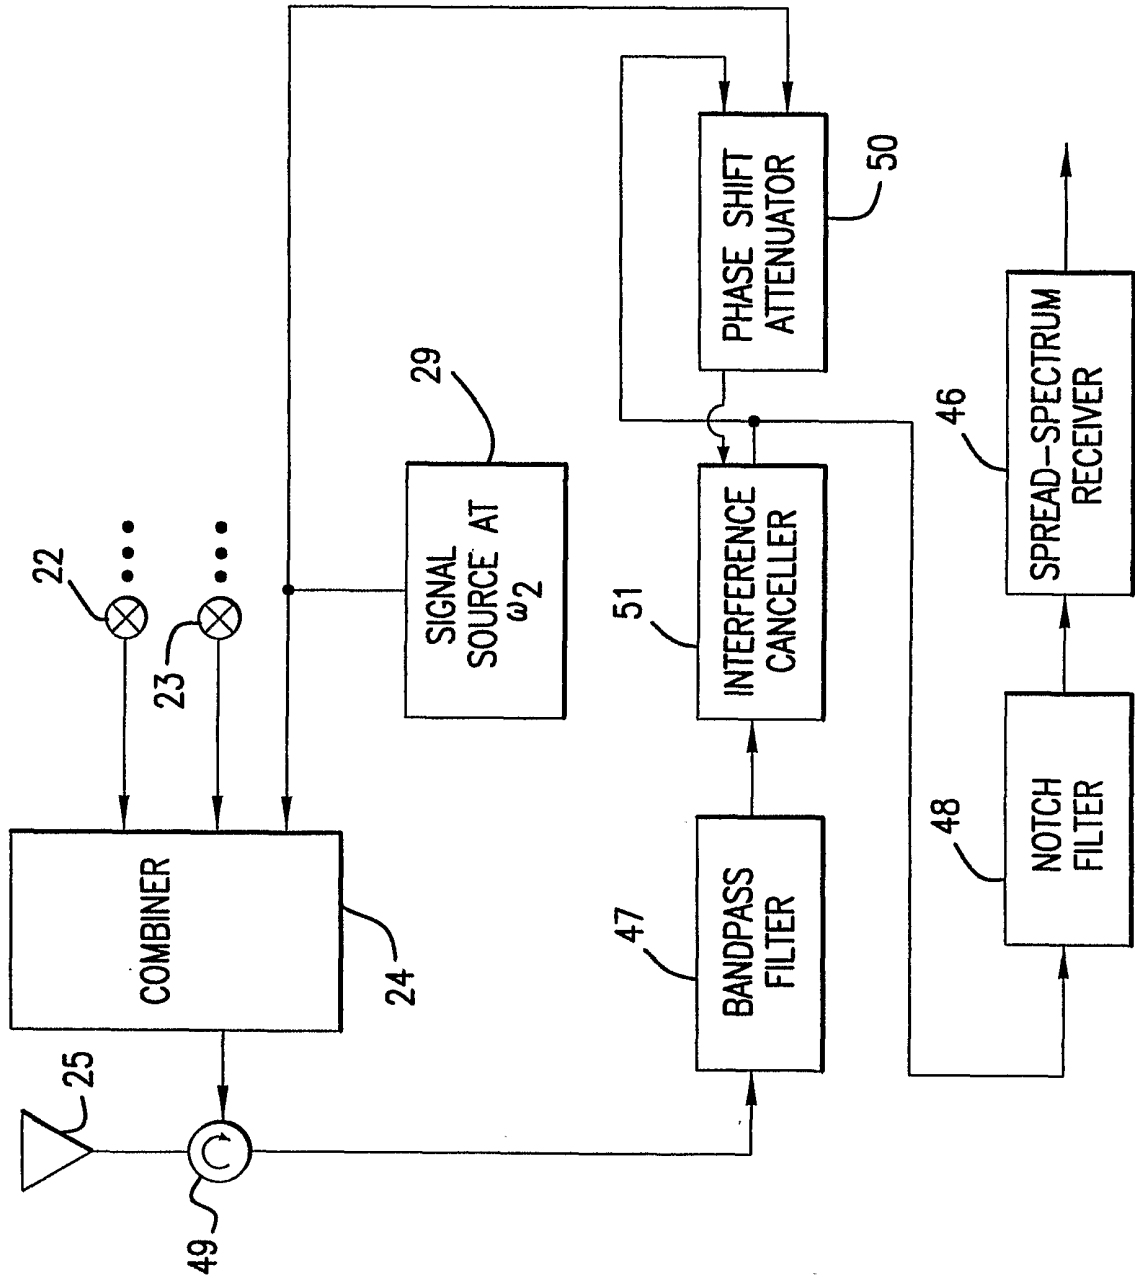 25
49
COMBINER
24
22
23
SIGNAL
SOURCE AT
ω2
29
BANDPASS
FILTER
47
INTERFERENCE
CANCELLER
51
PHASE SHIFT
ATTENUATOR
50
NOTCH
FILTER
48
SPREAD-SPECTRUM
RECEIVER
46